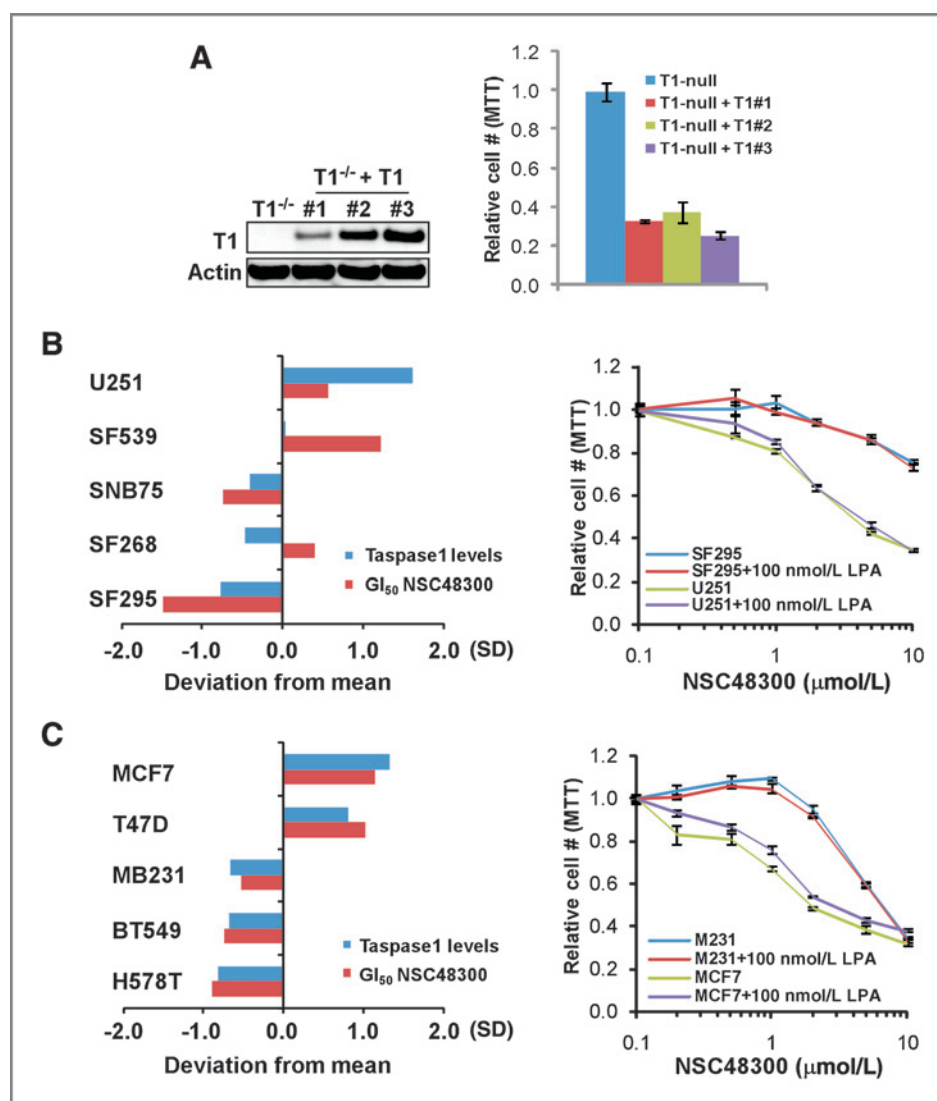 A
T1-/- + T1
T1-/- #1 #2 #3
T1
Actin
Relative cell # (MTT)
1.2
1.0
0.8
0.6
0.4
0.2
0.0
T1-null
T1-null + T1#1
T1-null + T1#2
T1-null + T1#3
B
U251
SF539
SNB75
SF268
SF295
Taspase1 levels
GI50 NSC48300
-2.0 -1.0 0.0 1.0 2.0 (SD)
Deviation from mean
Relative cell # (MTT)
1.2
1.0
0.8
0.6
0.4
0.2
0.0
SF295
SF295+100 nmol/L LPA
U251
U251+100 nmol/L LPA
0.1 1 10
NSC48300 (μmol/L)
C
MCF7
T47D
MB231
BT549
H578T
Taspase1 levels
GI50 NSC48300
-2.0 -1.0 0.0 1.0 2.0 (SD)
Deviation from mean
Relative cell # (MTT)
1.2
1.0
0.8
0.6
0.4
0.2
0.0
M231
M231+100 nmol/L LPA
MCF7
MCF7+100 nmol/L LPA
0.1 1 10
NSC48300 (μmol/L)